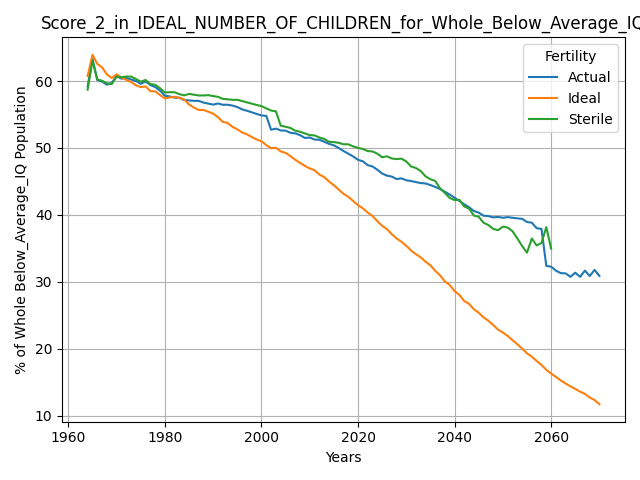 Score_2_in_IDEAL_NUMBER_OF_CHILDREN_for_Whole_Below_Average_IQ
Fertility
Actual
Ideal
Sterile
% of Whole Below_Average_IQ Population
60
50
40
30
20
10
1960 1980 2000 2020 2040 2060
Years